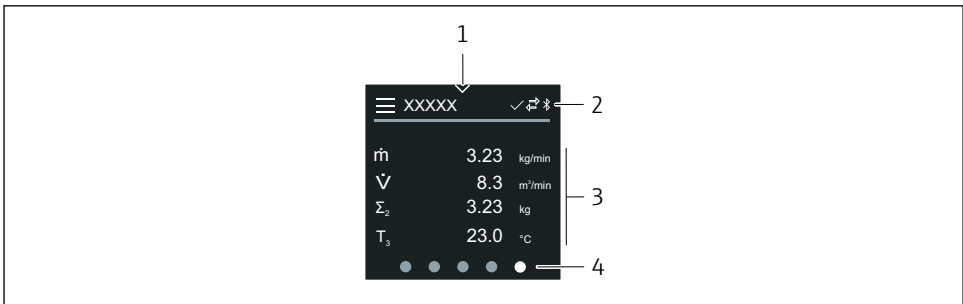 1
XXXXX 2
ṁ 3.23 kg/min
V̇ 8.3 m³/min
3
Σ₂ 3.23 kg
T₃ 23.0 °C
4